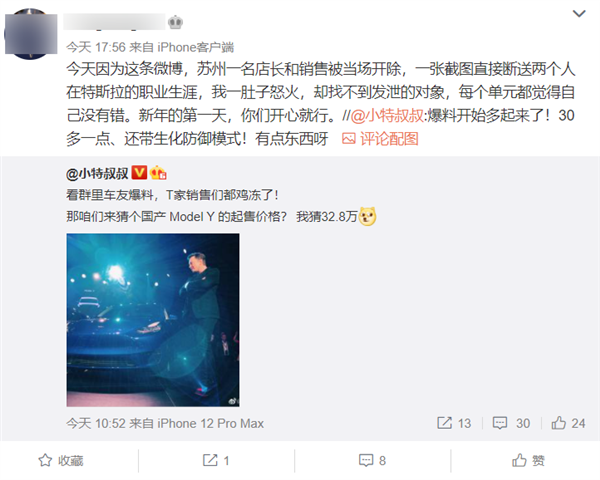 今天 17:56 来自 iPhone客户端
今天因为这条微博，苏州一名店长和销售被当场开除，一张截图直接断送两个人
在特斯拉的职业生涯，我一肚子怒火，却找不到发泄的对象，每个单元都觉得自
己没有错。新年的第一天，你们开心就行。//@小特叔叔:爆料开始多起来了！30
多一点、还带生化防御模式！有点东西呀 评论配图
@小特叔叔
看群里车友爆料，T家销售们都鸡冻了！
那咱们来猜个国产 Model Y 的起售价格？ 我猜32.8万
今天 10:52 来自 iPhone 12 Pro Max 13 30 24
收藏 1 8 赞